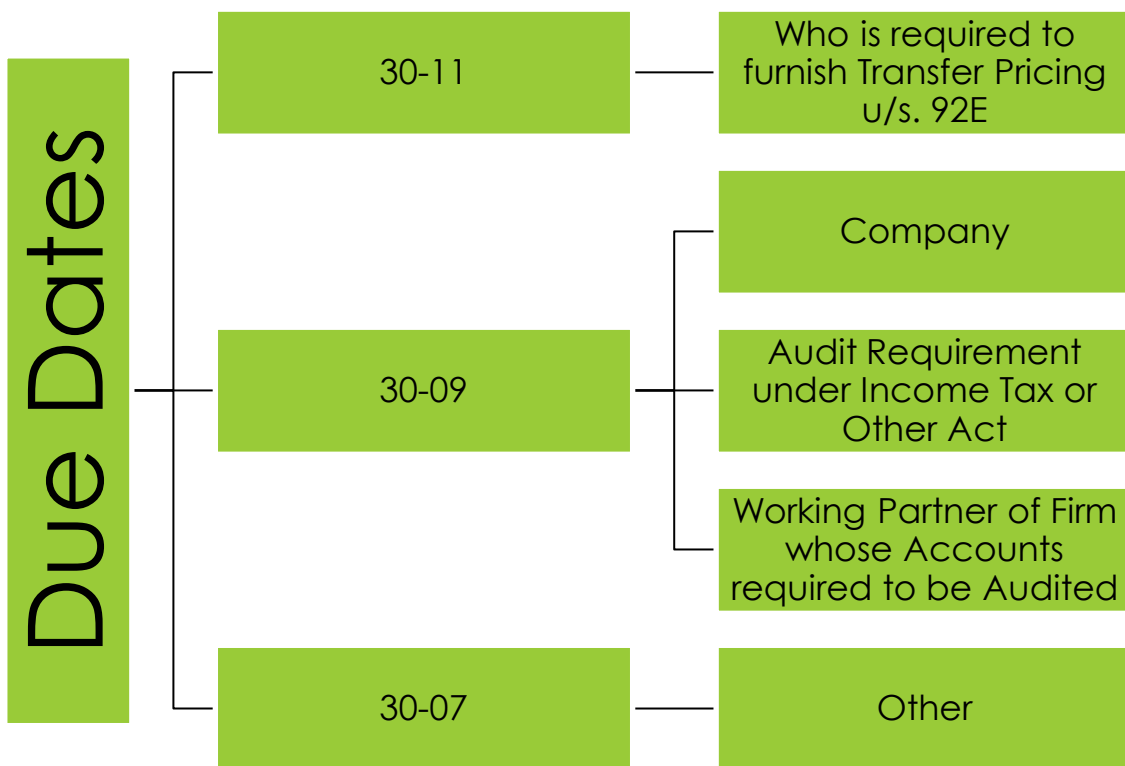 Due Dates
30-11
Who is required to
furnish Transfer Pricing
u/s. 92E
30-09
Company
Audit Requirement
under Income Tax or
Other Act
Working Partner of Firm
whose Accounts
required to be Audited
30-07
Other